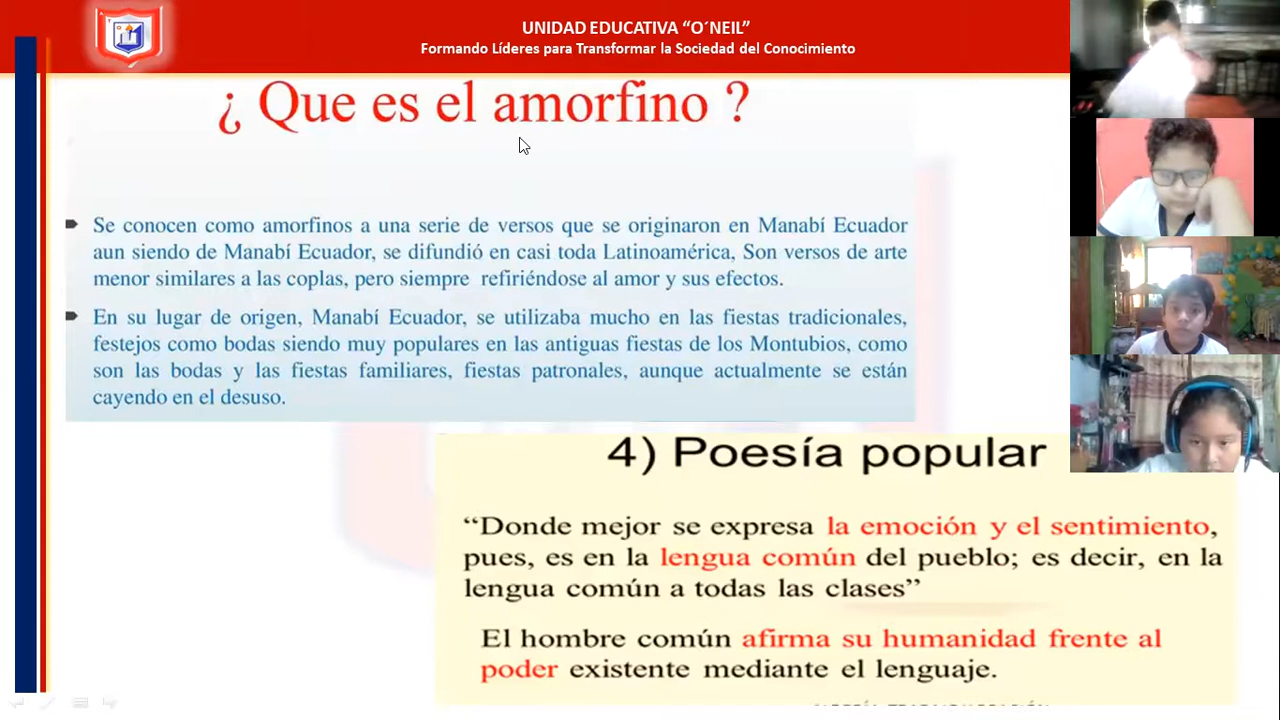 UNIDAD EDUCATIVA “O´NEIL”
Formando Líderes para Transformar la Sociedad del Conocimiento
¿ Que es el amorfino ?
Se conocen como amorfinos a una serie de versos que se originaron en Manabí Ecuador
aun siendo de Manabí Ecuador, se difundió en casi toda Latinoamérica, Son versos de arte
menor similares a las coplas, pero siempre refiriéndose al amor y sus efectos.
En su lugar de origen, Manabí Ecuador, se utilizaba mucho en las fiestas tradicionales,
festejos como bodas siendo muy populares en las antiguas fiestas de los Montubios, como
son las bodas y las fiestas familiares, fiestas patronales, aunque actualmente se están
cayendo en el desuso.
4) Poesía popular
“Donde mejor se expresa la emoción y el sentimiento,
pues, es en la lengua común del pueblo; es decir, en la
lengua común a todas las clases”
El hombre común afirma su humanidad frente al
poder existente mediante el lenguaje.